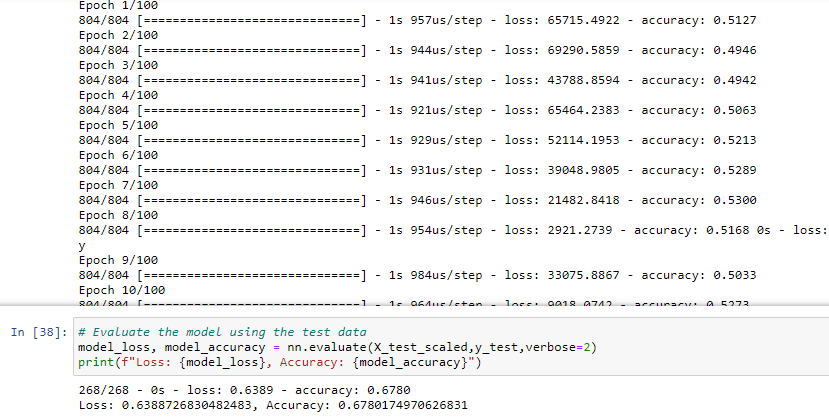 Epoch 1/100
804/804 [==============================] - 1s 957us/step - loss: 65715.4922 - accuracy: 0.5127
Epoch 2/100
804/804 [==============================] - 1s 944us/step - loss: 69290.5859 - accuracy: 0.4946
Epoch 3/100
804/804 [==============================] - 1s 941us/step - loss: 43788.8594 - accuracy: 0.4942
Epoch 4/100
804/804 [==============================] - 1s 921us/step - loss: 65464.2383 - accuracy: 0.5063
Epoch 5/100
804/804 [==============================] - 1s 929us/step - loss: 52114.1953 - accuracy: 0.5213
Epoch 6/100
804/804 [==============================] - 1s 931us/step - loss: 39048.9805 - accuracy: 0.5289
Epoch 7/100
804/804 [==============================] - 1s 946us/step - loss: 21482.8418 - accuracy: 0.5300
Epoch 8/100
804/804 [==============================] - 1s 954us/step - loss: 2921.2739 - accuracy: 0.5168 0s - loss:
y
Epoch 9/100
804/804 [==============================] - 1s 984us/step - loss: 33075.8867 - accuracy: 0.5033
Epoch 10/100
804/804 [==============================] - 1s 964us/step - loss: 9018.0742 - accuracy: 0.5273
In [38]: # Evaluate the model using the test data
model_loss, model_accuracy = nn.evaluate(X_test_scaled,y_test,verbose=2)
print(f"Loss: {model_loss}, Accuracy: {model_accuracy}")
268/268 - 0s - loss: 0.6389 - accuracy: 0.6780
Loss: 0.6388726830482483, Accuracy: 0.6780174970626831